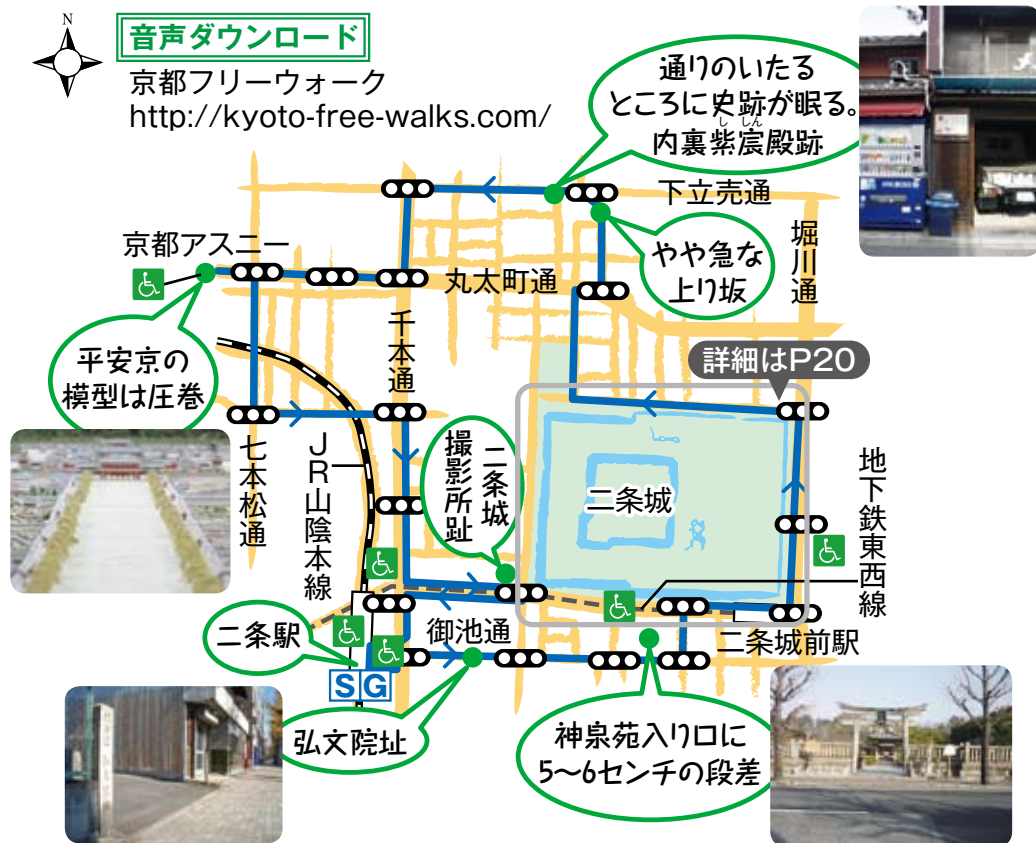 N
音声ダウンロード
京都フリーウォーク
http://kyoto-free-walks.com/
通りのいたる
ところに史跡が眠る。
内裏紫宸殿跡
し しん
下立売通
堀川通
やや急な
上り坂
京都アスニー
丸太町通
千本通
平安京の
模型は圧巻
詳細はP20
七本松通
JR山陰本線
二条城
撮影所趾
二条城
地下鉄東西線
二条駅
御池通
二条城前駅
S G
弘文院址
神泉苑入り口に
5〜6センチの段差